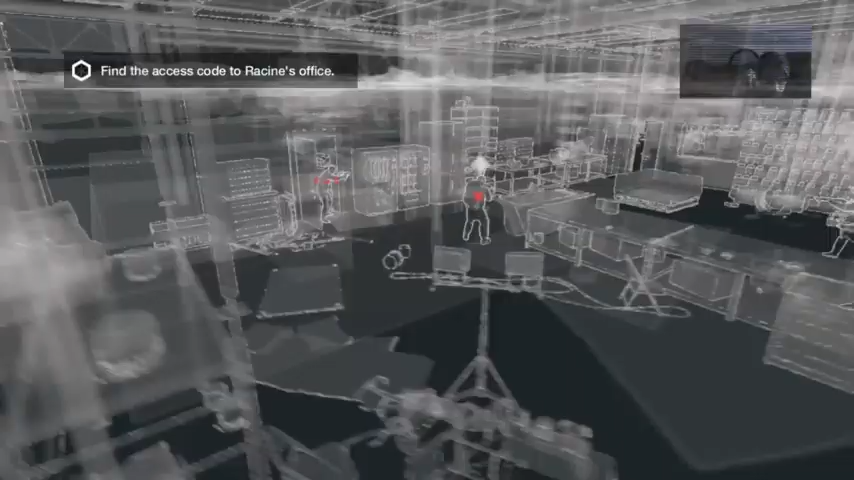 Find the access code to Racine's office.